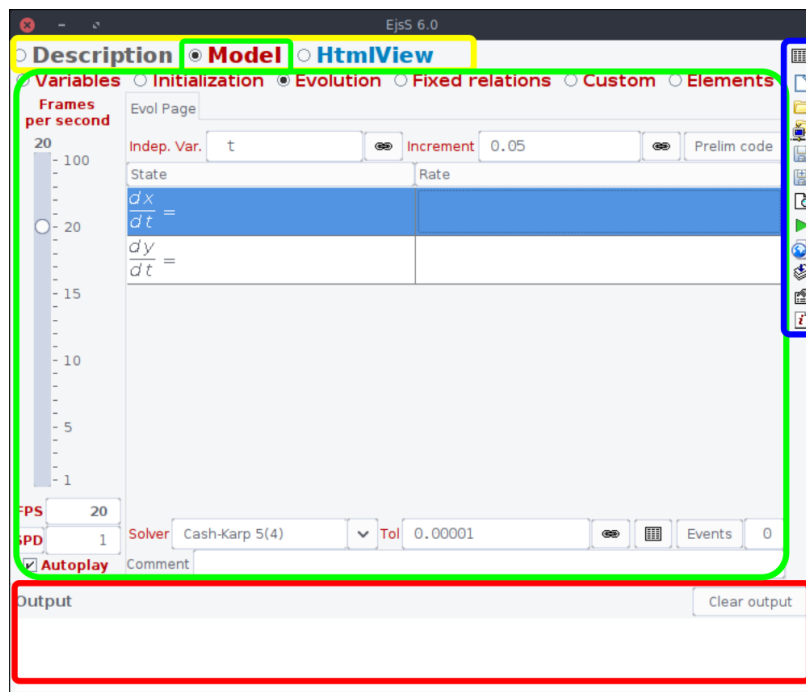 EjsS 6.0
Description Model HtmlView
Variables Initialization Evolution Fixed relations Custom Elements
Frames per second
Evol Page
20
Indep. Var. t Increment 0.05 Prelim code
100
State Rate
dx/dt =
20
dy/dt =
15
10
5
1
FPS 20
Solver Cash-Karp 5(4) Tol 0.00001 Events 0
SPD 1
Autoplay Comment
Output Clear output